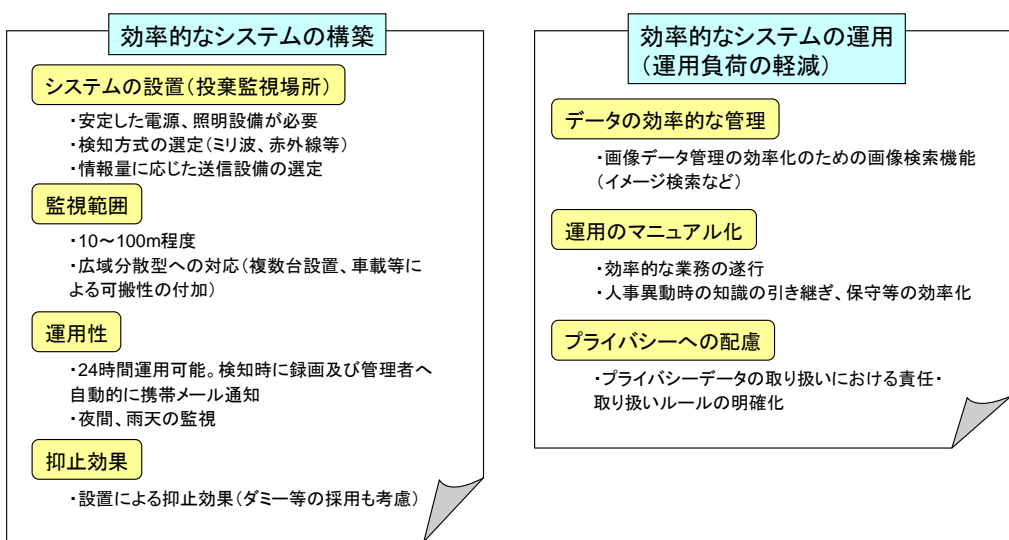 効率的なシステムの構築
システムの設置（投棄監視場所）
・安定した電源、照明設備が必要
・検知方式の選定（ミリ波、赤外線等）
・情報量に応じた送信設備の選定
監視範囲
・10～100m程度
・広域分散型への対応（複数台設置、車載等に
よる可搬性の付加）
運用性
・24時間運用可能。検知時に録画及び管理者へ
自動的に携帯メール通知
・夜間、雨天の監視
抑止効果
・設置による抑止効果（ダミー等の採用も考慮）
効率的なシステムの運用
（運用負荷の軽減）
データの効率的な管理
・画像データ管理の効率化のための画像検索機能
（イメージ検索など）
運用のマニュアル化
・効率的な業務の遂行
・人事異動時の知識の引き継ぎ、保守等の効率化
プライバシーへの配慮
・プライバシーデータの取り扱いにおける責任・
取り扱いルールの明確化